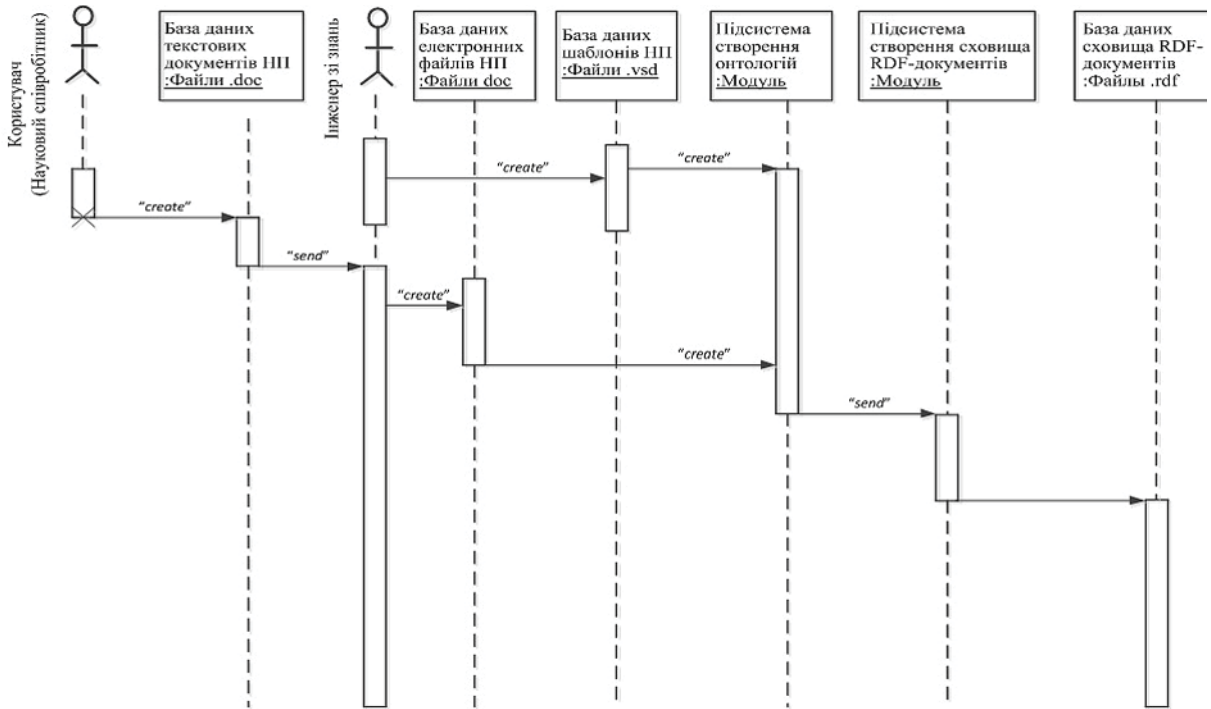 Користувач
(Науковий співробітник)
База даних
текстових
документів НП
:Файли .doc
Інженер зі знань
База даних
електронних
файлів НП
:Файли doc
База даних
шаблонів НП
:Файли .vsd
Підсистема
створення
онтологій
:Модуль
Підсистема
створення сховища
RDF-документів
:Модуль
База даних
сховища RDF-
документів
:Файлы .rdf
“create”
“create”
“create”
“send”
“create”
“create”
“send”